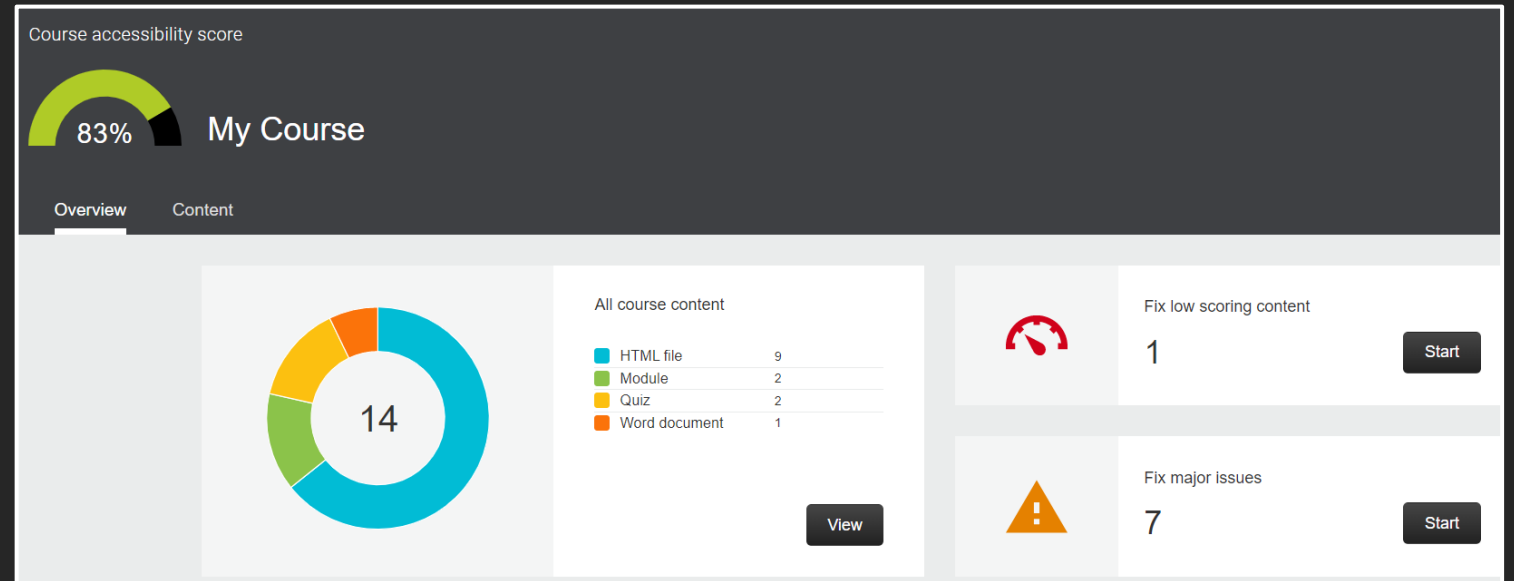 Course accessibility score
83%
My Course
Overview Content
14
All course content
HTML file 9
Module 2
Quiz 2
Word document 1
View
Fix low scoring content
1
Start
Fix major issues
7
Start